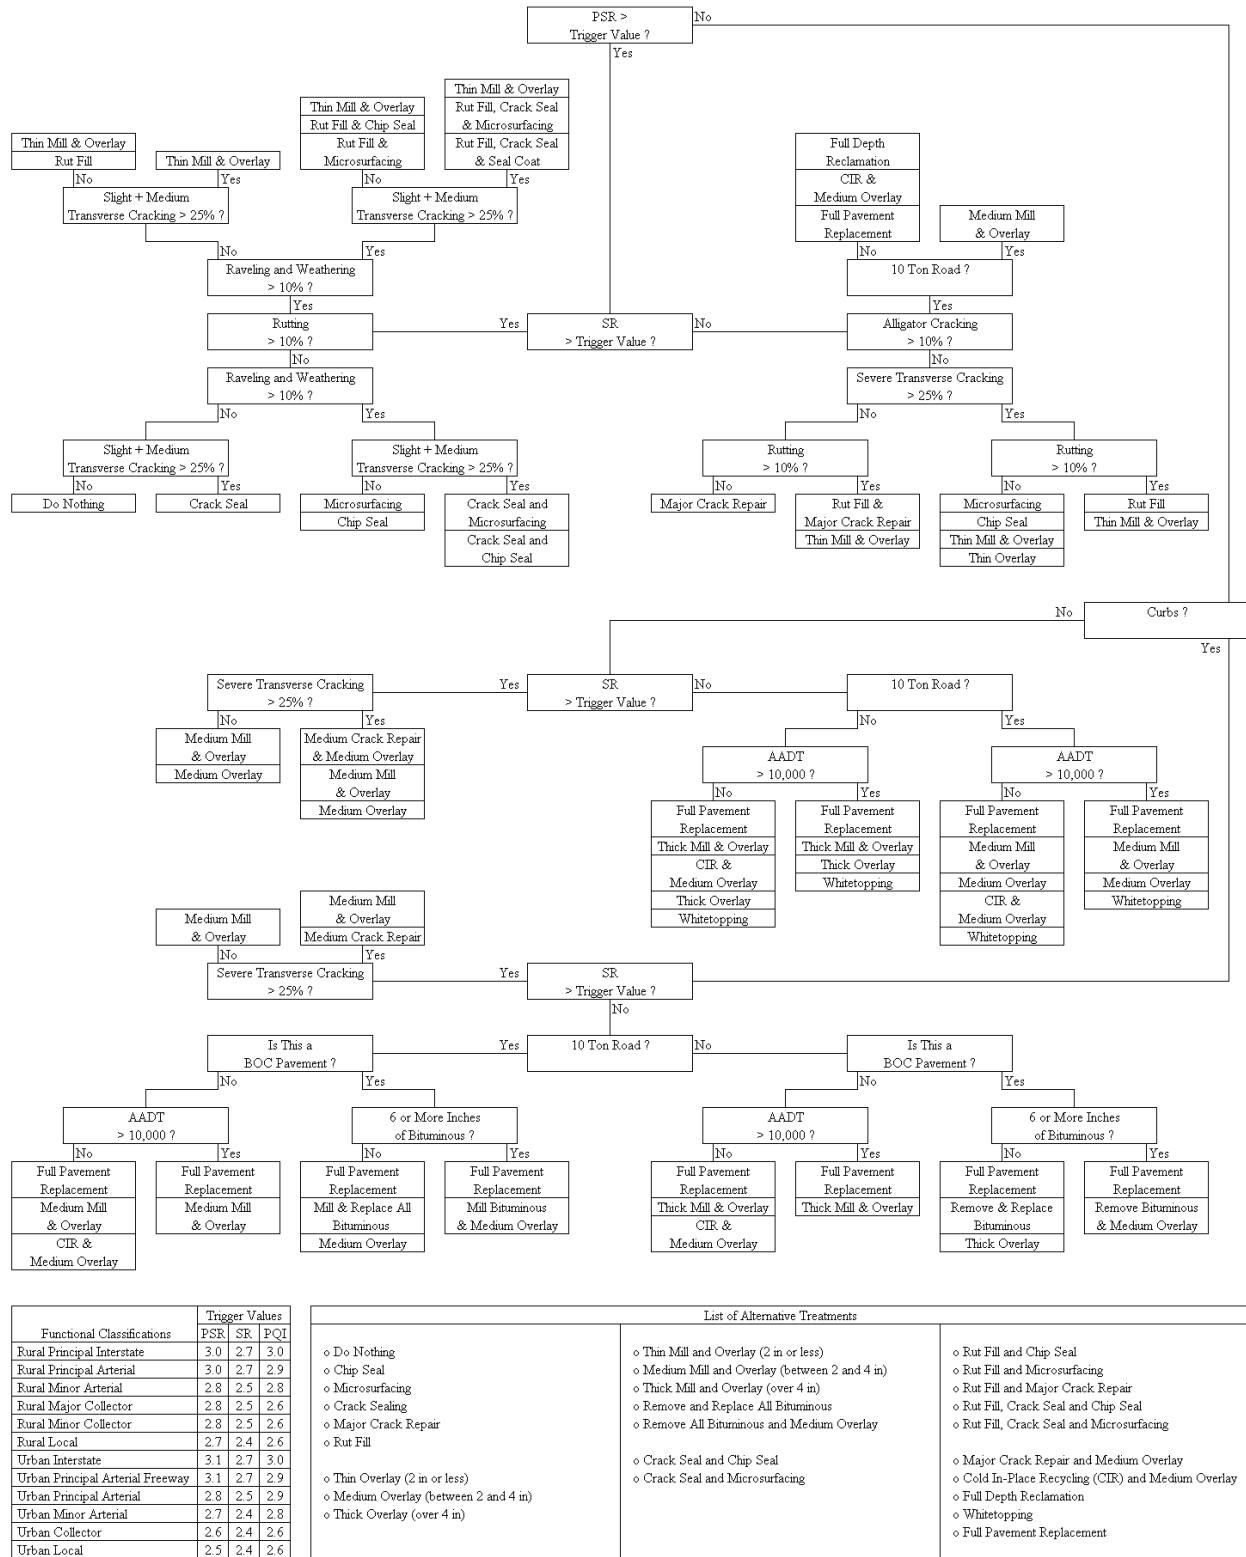 PSR >
Trigger Value ?
No
Yes
Thin Mill & Overlay
Rut Fill, Crack Seal
& Microsurfacing
Rut Fill, Crack Seal
& Seal Coat
Thin Mill & Overlay
Rut Fill & Chip Seal
Rut Fill &
Microsurfacing
Thin Mill & Overlay
Rut Fill
Thin Mill & Overlay
No
Yes
No
Yes
Slight + Medium
Transverse Cracking > 25% ?
Slight + Medium
Transverse Cracking > 25% ?
Full Depth
Reclamation
CIR &
Medium Overlay
Full Pavement
Replacement
Medium Mill
& Overlay
No
Yes
No
Yes
Raveling and Weathering
> 10% ?
10 Ton Road ?
Yes
Yes
Rutting
> 10% ?
Yes
SR
> Trigger Value ?
No
Alligator Cracking
> 10% ?
No
No
Raveling and Weathering
> 10% ?
Severe Transverse Cracking
> 25% ?
No
Yes
No
Yes
Slight + Medium
Transverse Cracking > 25% ?
Slight + Medium
Transverse Cracking > 25% ?
Rutting
> 10% ?
Rutting
> 10% ?
No
Yes
No
Yes
No
Yes
No
Yes
Do Nothing
Crack Seal
Microsurfacing
Chip Seal
Crack Seal and
Microsurfacing
Crack Seal and
Chip Seal
Major Crack Repair
Rut Fill &
Major Crack Repair
Thin Mill & Overlay
Microsurfacing
Chip Seal
Thin Mill & Overlay
Thin Overlay
Rut Fill
Thin Mill & Overlay
No
Curbs ?
Yes
Severe Transverse Cracking
> 25% ?
Yes
SR
> Trigger Value ?
No
10 Ton Road ?
No
Yes
No
Yes
Medium Mill
& Overlay
Medium Overlay
Medium Crack Repair
& Medium Overlay
Medium Mill
& Overlay
Medium Overlay
AADT
> 10,000 ?
AADT
> 10,000 ?
No
Yes
No
Yes
Full Pavement
Replacement
Thick Mill & Overlay
CIR &
Medium Overlay
Thick Overlay
Whitetopping
Full Pavement
Replacement
Thick Mill & Overlay
Thick Overlay
Whitetopping
Full Pavement
Replacement
Medium Mill
& Overlay
Medium Overlay
CIR &
Medium Overlay
Whitetopping
Full Pavement
Replacement
Medium Mill
& Overlay
Medium Overlay
Whitetopping
Medium Mill
& Overlay
Medium Mill
& Overlay
Medium Crack Repair
No
Yes
Severe Transverse Cracking
> 25% ?
Yes
SR
> Trigger Value ?
No
Is This a
BOC Pavement ?
Yes
10 Ton Road ?
No
Is This a
BOC Pavement ?
No
Yes
No
Yes
AADT
> 10,000 ?
6 or More Inches
of Bituminous ?
AADT
> 10,000 ?
6 or More Inches
of Bituminous ?
No
Yes
No
Yes
No
Yes
No
Yes
Full Pavement
Replacement
Medium Mill
& Overlay
CIR &
Medium Overlay
Full Pavement
Replacement
Medium Mill
& Overlay
Full Pavement
Replacement
Mill & Replace All
Bituminous
Medium Overlay
Full Pavement
Replacement
Mill Bituminous
& Medium Overlay
Full Pavement
Replacement
Thick Mill & Overlay
CIR &
Medium Overlay
Full Pavement
Replacement
Thick Mill & Overlay
Full Pavement
Replacement
Remove & Replace
Bituminous
Thick Overlay
Full Pavement
Replacement
Remove Bituminous
& Medium Overlay
Trigger Values
Functional Classifications PSR SR PQI
Rural Principal Interstate 3.0 2.7 3.0
Rural Principal Arterial 3.0 2.7 2.9
Rural Minor Arterial 2.8 2.5 2.8
Rural Major Collector 2.8 2.5 2.6
Rural Minor Collector 2.8 2.5 2.6
Rural Local 2.7 2.4 2.6
Urban Interstate 3.1 2.7 3.0
Urban Principal Arterial Freeway 3.1 2.7 2.9
Urban Principal Arterial 2.8 2.5 2.9
Urban Minor Arterial 2.7 2.4 2.8
Urban Collector 2.6 2.4 2.6
Urban Local 2.5 2.4 2.6
List of Alternative Treatments
o Do Nothing
o Chip Seal
o Microsurfacing
o Crack Sealing
o Major Crack Repair
o Rut Fill
o Thin Overlay (2 in or less)
o Medium Overlay (between 2 and 4 in)
o Thick Overlay (over 4 in)
o Thin Mill and Overlay (2 in or less)
o Medium Mill and Overlay (between 2 and 4 in)
o Thick Mill and Overlay (over 4 in)
o Remove and Replace All Bituminous
o Remove All Bituminous and Medium Overlay
o Crack Seal and Chip Seal
o Crack Seal and Microsurfacing
o Rut Fill and Chip Seal
o Rut Fill and Microsurfacing
o Rut Fill and Major Crack Repair
o Rut Fill, Crack Seal and Chip Seal
o Rut Fill, Crack Seal and Microsurfacing
o Major Crack Repair and Medium Overlay
o Cold In-Place Recycling (CIR) and Medium Overlay
o Full Depth Reclamation
o Whitetopping
o Full Pavement Replacement